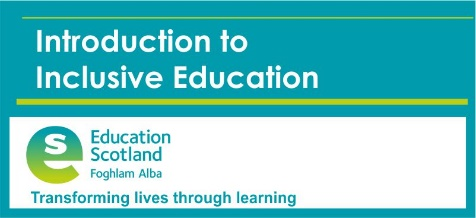 Introduction to
Inclusive Education
Education
Scotland
Foghlam Alba
Transforming lives through learning